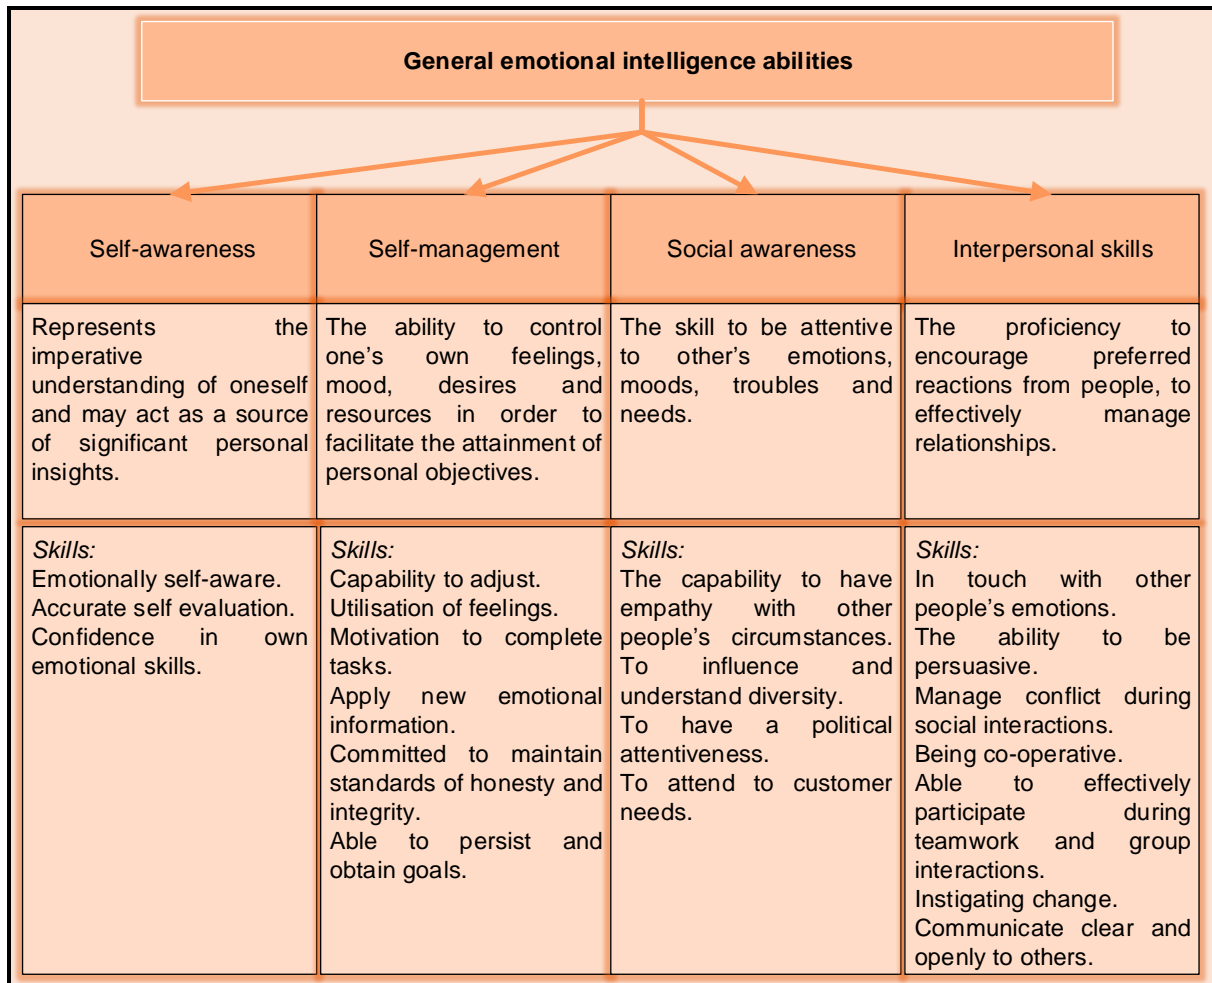 General emotional intelligence abilities
Self-awareness
Self-management
Social awareness
Interpersonal skills
Represents the
imperative
understanding of oneself
and may act as a source
of significant personal
insights.
The ability to control
one’s own feelings,
mood, desires and
resources in order to
facilitate the attainment of
personal objectives.
The skill to be attentive
to other’s emotions,
moods, troubles and
needs.
The proficiency to
encourage preferred
reactions from people, to
effectively manage
relationships.
Skills:
Emotionally self-aware.
Accurate self evaluation.
Confidence in own
emotional skills.
Skills:
Capability to adjust.
Utilisation of feelings.
Motivation to complete
tasks.
Apply new emotional
information.
Committed to maintain
standards of honesty and
integrity.
Able to persist and
obtain goals.
Skills:
The capability to have
empathy with other
people’s circumstances.
To influence and
understand diversity.
To have a political
attentiveness.
To attend to customer
needs.
Skills:
In touch with other
people’s emotions.
The ability to be
persuasive.
Manage conflict during
social interactions.
Being co-operative.
Able to effectively
participate during
teamwork and group
interactions.
Instigating change.
Communicate clear and
openly to others.